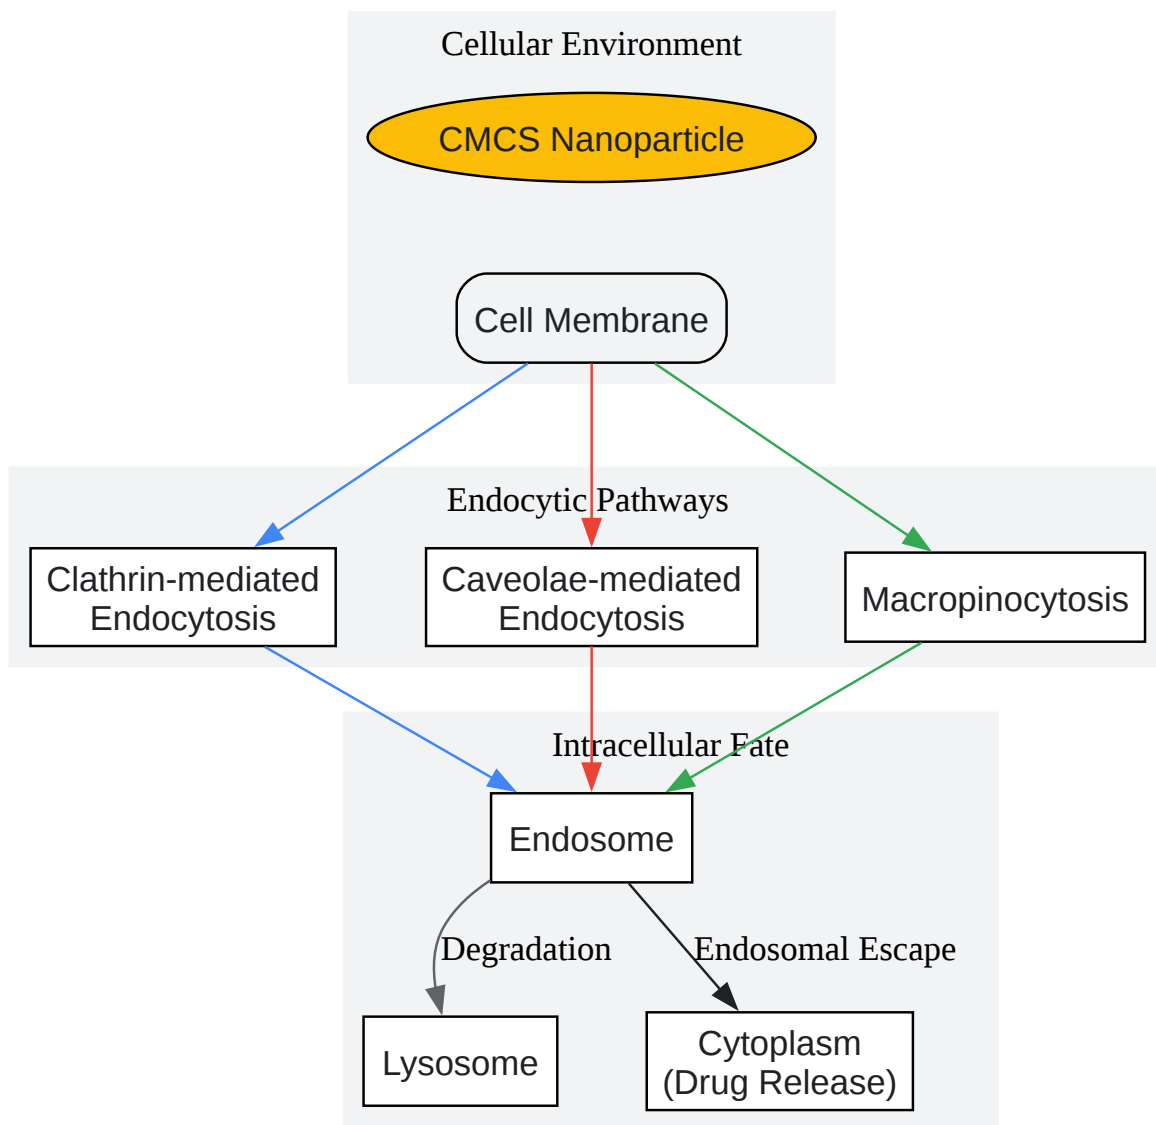 Cellular Environment
CMCS Nanoparticle
Cell Membrane
Endocytic Pathways
Clathrin-mediated
Endocytosis
Caveolae-mediated
Endocytosis
Macropinocytosis
Intracellular Fate
Endosome
Degradation
Endosomal Escape
Lysosome
Cytoplasm
(Drug Release)